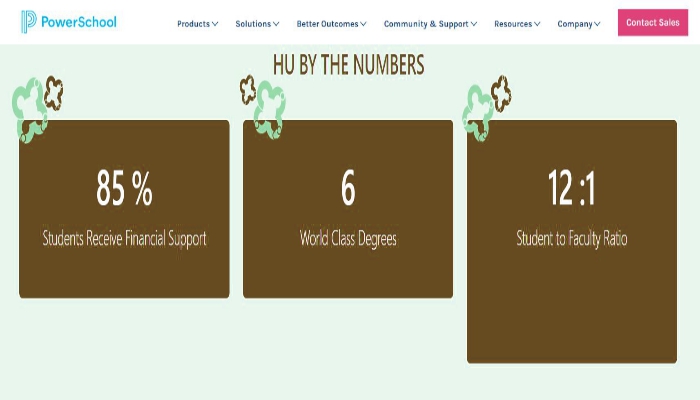 PowerSchool
Products Solutions Better Outcomes Community & Support Resources Company Contact Sales
HU BY THE NUMBERS
85 %
Students Receive Financial Support
6
World Class Degrees
12 :1
Student to Faculty Ratio